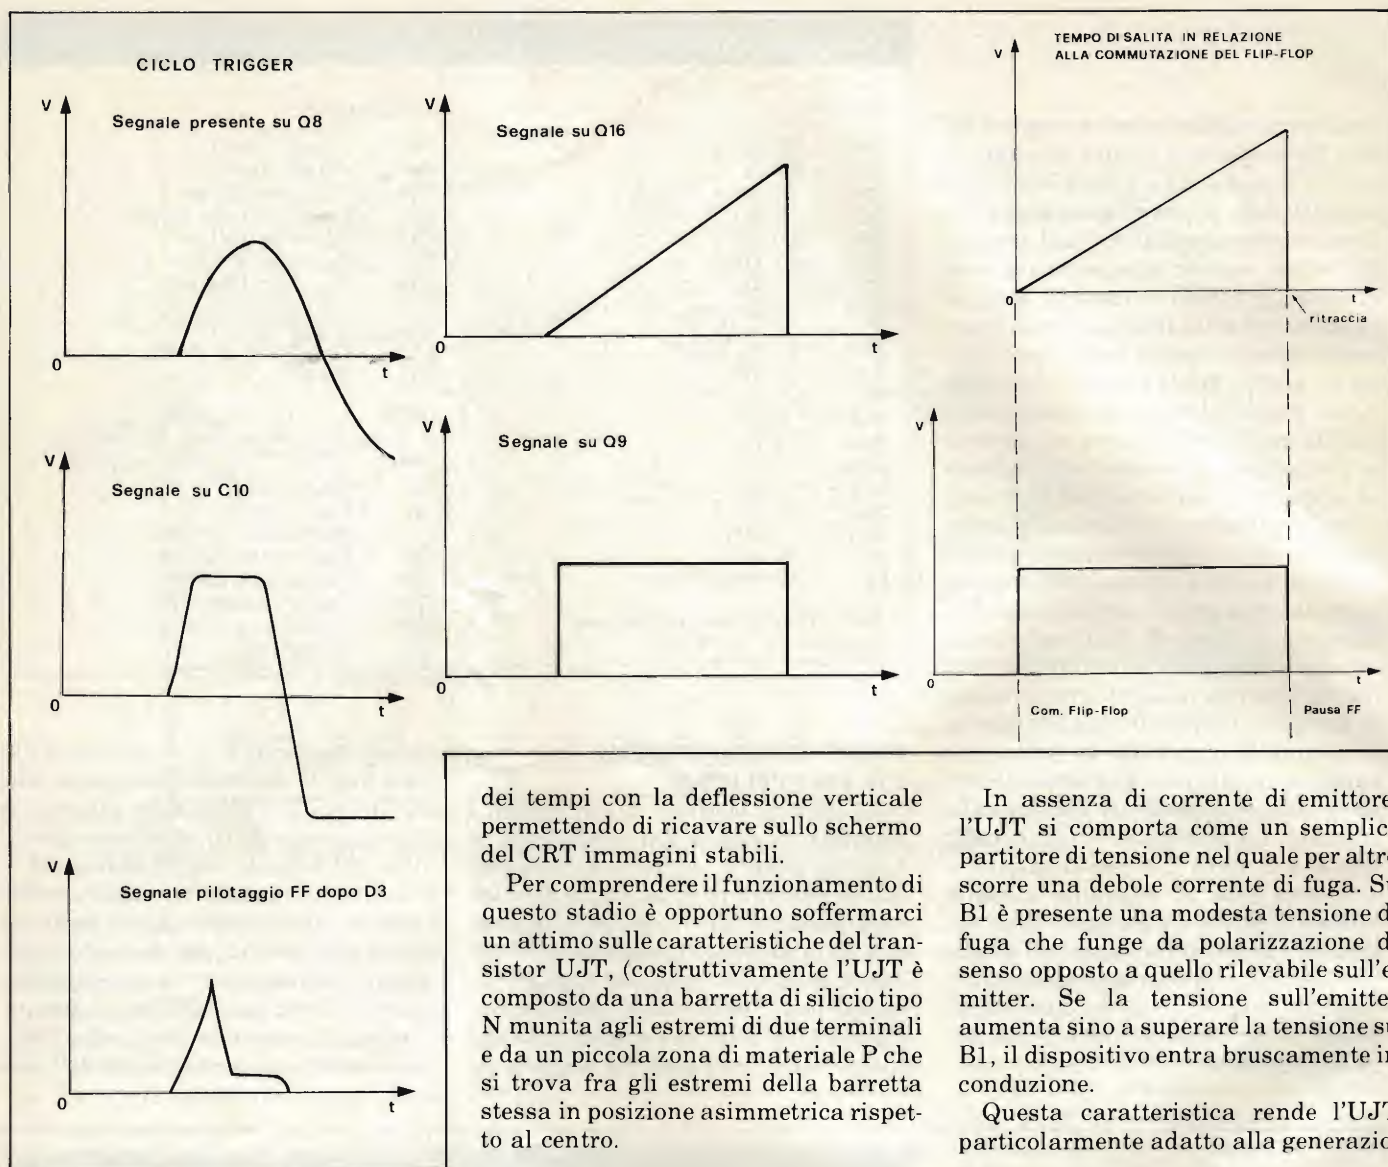 CICLO TRIGGER
V
Segnale presente su Q8
0
t
V
Segnale su C10
0
t
V
Segnale pilotaggio FF dopo D3
0
t
V
Segnale su Q16
0
t
V
Segnale su Q9
0
t
TEMPO DI SALITA IN RELAZIONE
ALLA COMMUTAZIONE DEL FLIP-FLOP
V
0
t
ritraccia
V
0
t
Com. Flip-Flop
Pausa FF
dei tempi con la deflessione verticale
permettendo di ricavare sullo schermo
del CRT immagini stabili.
Per comprendere il funzionamento di
questo stadio è opportuno soffermarci
un attimo sulle caratteristiche del tran-
sistor UJT, (costruttivamente l'UJT è
composto da una barretta di silicio tipo
N munita agli estremi di due terminali
e da un piccola zona di materiale P che
si trova fra gli estremi della barretta
stessa in posizione asimmetrica rispet-
to al centro.
In assenza di corrente di emittore
l'UJT si comporta come un semplic
partitore di tensione nel quale per altr
scorre una debole corrente di fuga. S
B1 è presente una modesta tensione d
fuga che funge da polarizzazione d
senso opposto a quello rilevabile sull'e
mitter. Se la tensione sull'emitte
aumenta sino a superare la tensione s
B1, il dispositivo entra bruscamente i
conduzione.
Questa caratteristica rende l'UJT
particolarmente adatto alla generazio